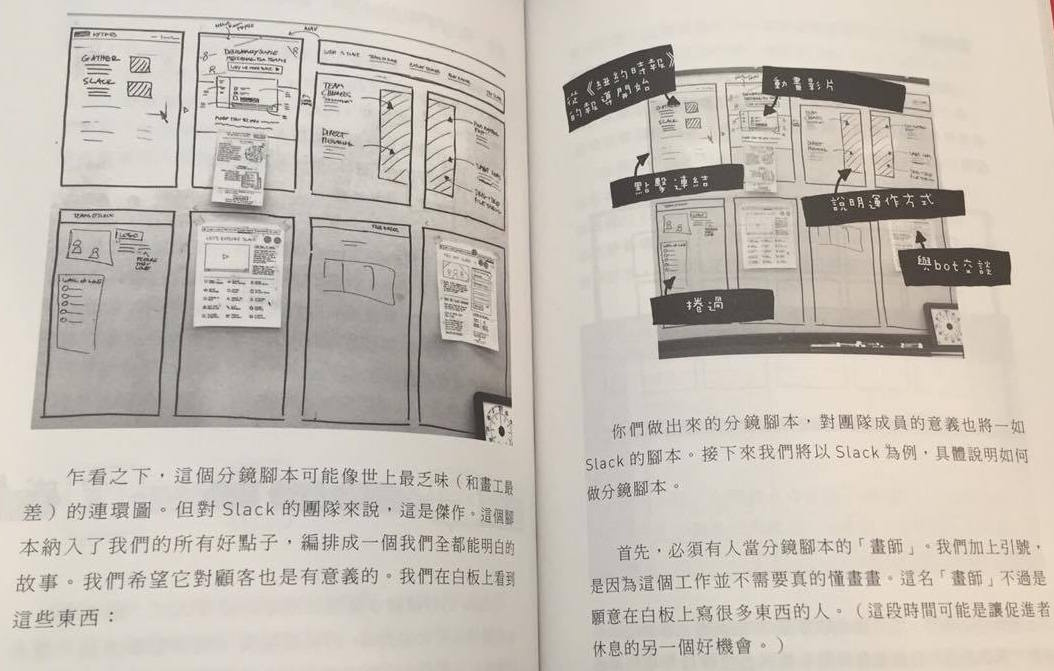 NYTIMES
GATHER
SLACK
NAV
TEAM
CHANNELS
DIRECT
MESSAGING
TEAMS @ SLACK
LET'S EXPLORE SLACK
乍看之下，這個分鏡腳本可能像世上最乏味（和畫工最
差）的連環圖。但對 Slack 的團隊來說，這是傑作。這個腳
本納入了我們的所有好點子，編排成一個我們全都能明白的
故事。我們希望它對顧客也是有意義的。我們在白板上看到
這些東西：
從《紐約時報》
的報導開始
動畫影片
GATHER
SLACK
點擊連結
說明運作方式
與bot交談
捲過
你們做出來的分鏡腳本，對團隊成員的意義也將一如
Slack 的腳本。接下來我們將以 Slack 為例，具體說明如何
做分鏡腳本。
首先，必須有人當分鏡腳本的「畫師」。我們加上引號，
是因為這個工作並不需要真的懂畫畫。這名「畫師」不過是
願意在白板上寫很多東西的人。（這段時間可能是讓促進者
休息的另一個好機會。）